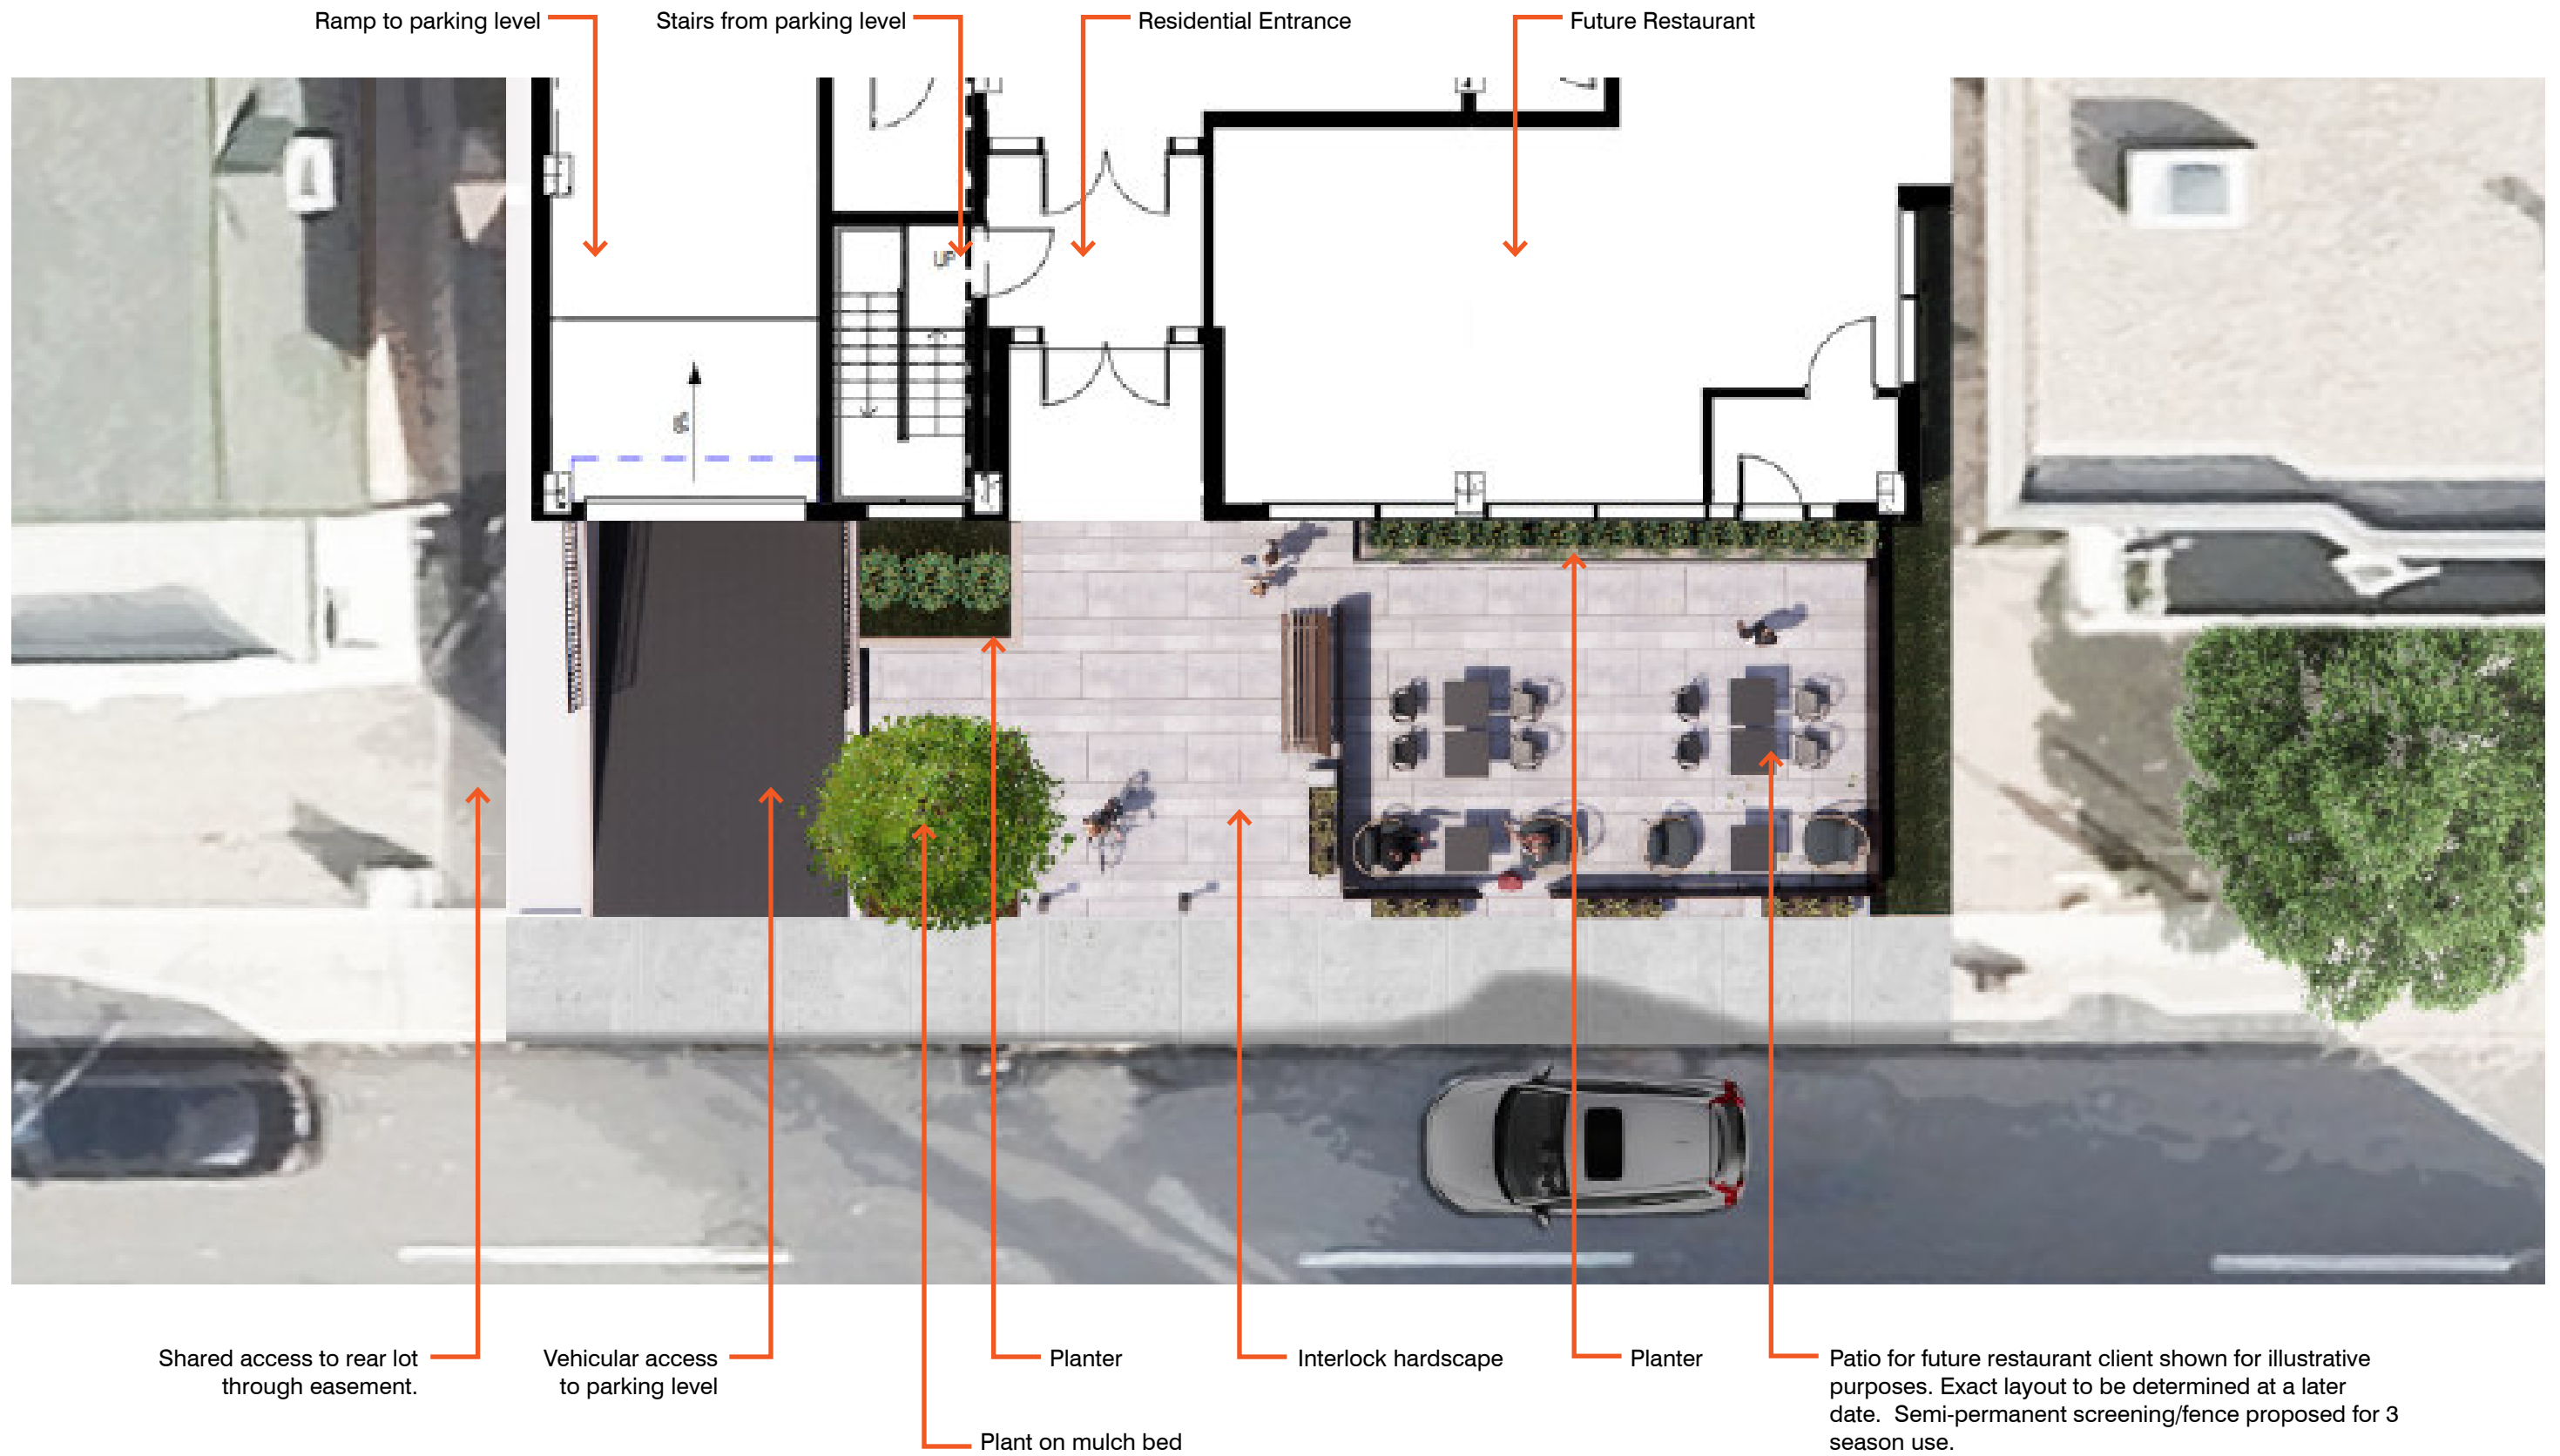 Ramp to parking level
Stairs from parking level
Residential Entrance
Future Restaurant
UP
Shared access to rear lot
through easement.
Vehicular access
to parking level
Plant on mulch bed
Planter
Interlock hardscape
Planter
Patio for future restaurant client shown for illustrative
purposes. Exact layout to be determined at a later
date.  Semi-permanent screening/fence proposed for 3
season use.